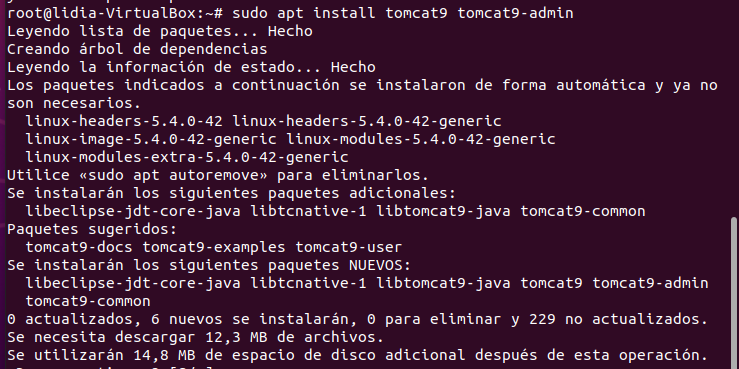 root@lidia-VirtualBox:~# sudo apt install tomcat9 tomcat9-admin
Leyendo lista de paquetes... Hecho
Creando árbol de dependencias
Leyendo la información de estado... Hecho
Los paquetes indicados a continuación se instalaron de forma automática y ya no
son necesarios.
  linux-headers-5.4.0-42 linux-headers-5.4.0-42-generic
  linux-image-5.4.0-42-generic linux-modules-5.4.0-42-generic
  linux-modules-extra-5.4.0-42-generic
Utilice «sudo apt autoremove» para eliminarlos.
Se instalarán los siguientes paquetes adicionales:
  libeclipse-jdt-core-java libtcnative-1 libtomcat9-java tomcat9-common
Paquetes sugeridos:
  tomcat9-docs tomcat9-examples tomcat9-user
Se instalarán los siguientes paquetes NUEVOS:
  libeclipse-jdt-core-java libtcnative-1 libtomcat9-java tomcat9 tomcat9-admin
  tomcat9-common
0 actualizados, 6 nuevos se instalarán, 0 para eliminar y 229 no actualizados.
Se necesita descargar 12,3 MB de archivos.
Se utilizarán 14,8 MB de espacio de disco adicional después de esta operación.